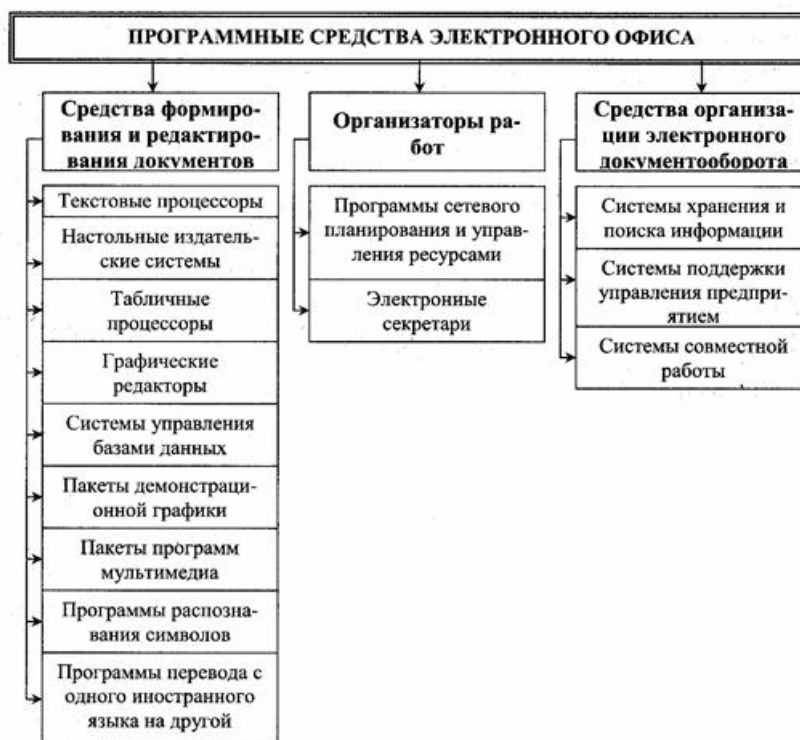 ПРОГРАММНЫЕ СРЕДСТВА ЭЛЕКТРОННОГО ОФИСА
Средства формиро-
вания и редактиро-
вания документов
Текстовые процессоры
Настольные издатель-
ские системы
Табличные
процессоры
Графические
редакторы
Системы управления
базами данных
Пакеты демонстраци-
онной графики
Пакеты программ
мультимедиа
Программы распозна-
вания символов
Программы перевода с
одного иностранного
языка на другой
Организаторы ра-
бот
Программы сетевого
планирования и управ-
ления ресурсами
Электронные
секретари
Средства организа-
ции электронного
документооборота
Системы хранения и
поиска информации
Системы поддержки
управления предпри-
ятием
Системы совместной
работы